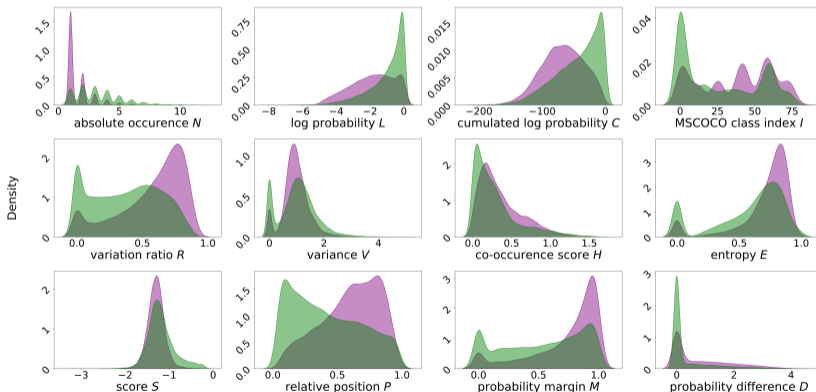 1.5
1.0
0.5
0.0
0 5 10
absolute occurence N
0.75
0.50
0.25
0.00
−8 −6 −4 −2 0
log probability L
0.015
0.010
0.005
0.000
−200 −100 0
cumulated log probability C
0.04
0.02
0.00
0 25 50 75
MSCOCO class index I
Density
2
1
0
0.0 0.5 1.0
variation ratio R
2
1
0
0 2 4
variance V
2
1
0
0.0 0.5 1.0 1.5
co-occurence score H
3
2
1
0
0.0 0.5 1.0
entropy E
2
1
0
−3 −2 −1 0
score S
1.5
1.0
0.5
0.0
0.0 0.5 1.0
relative position P
3
2
1
0
0.0 0.5 1.0
probability margin M
3
2
1
0
0 2 4
probability difference D